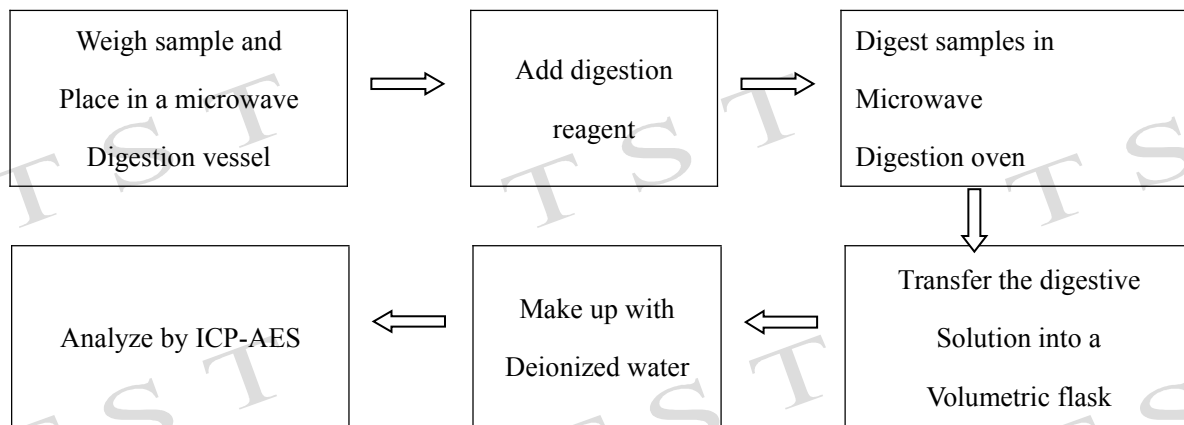 Weigh sample and
Place in a microwave
Digestion vessel
Add digestion
reagent
Digest samples in
Microwave
Digestion oven
Transfer the digestive
Solution into a
Volumetric flask
Make up with
Deionized water
Analyze by ICP-AES
T S T
T S T
T S T
T S T
T S T
T S T